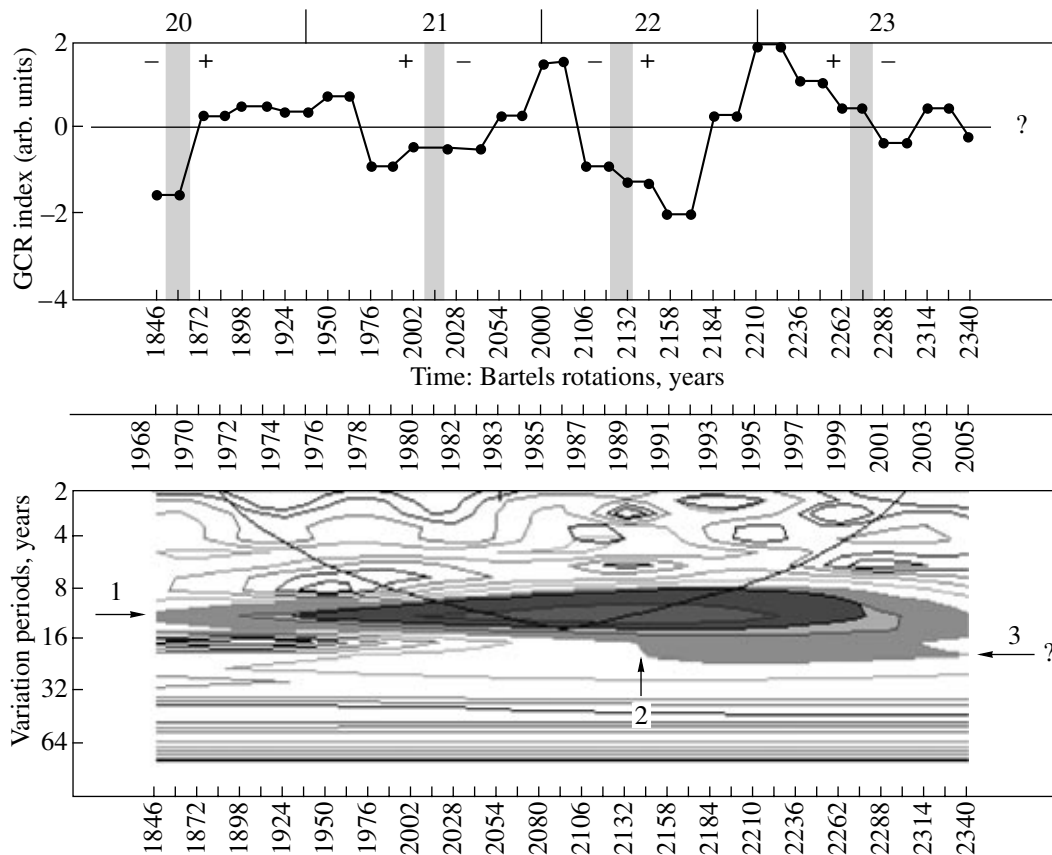 20 21 22 23
2 0 −2 −4
GCR index (arb. units)
− + + − − + + −
?
1846 1872 1898 1924 1950 1976 2002 2028 2054 2000 2106 2132 2158 2184 2210 2236 2262 2288 2314 2340
Time: Bartels rotations, years
1968 1970 1972 1974 1976 1978 1980 1982 1983 1985 1987 1989 1991 1993 1995 1997 1999 2001 2003 2005
2 4 8 16 32 64
Variation periods, years
1
2
3
?
1846 1872 1898 1924 1950 1976 2002 2028 2054 2080 2106 2132 2158 2184 2210 2236 2262 2288 2314 2340